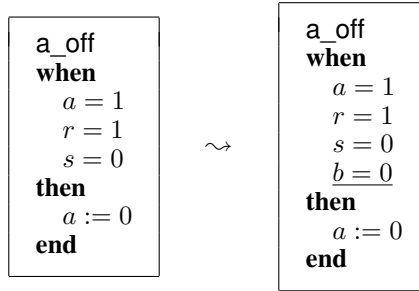 a_off
when
a = 1
r = 1
s = 0
then
a := 0
end
⇝
a_off
when
a = 1
r = 1
s = 0
b = 0
then
a := 0
end